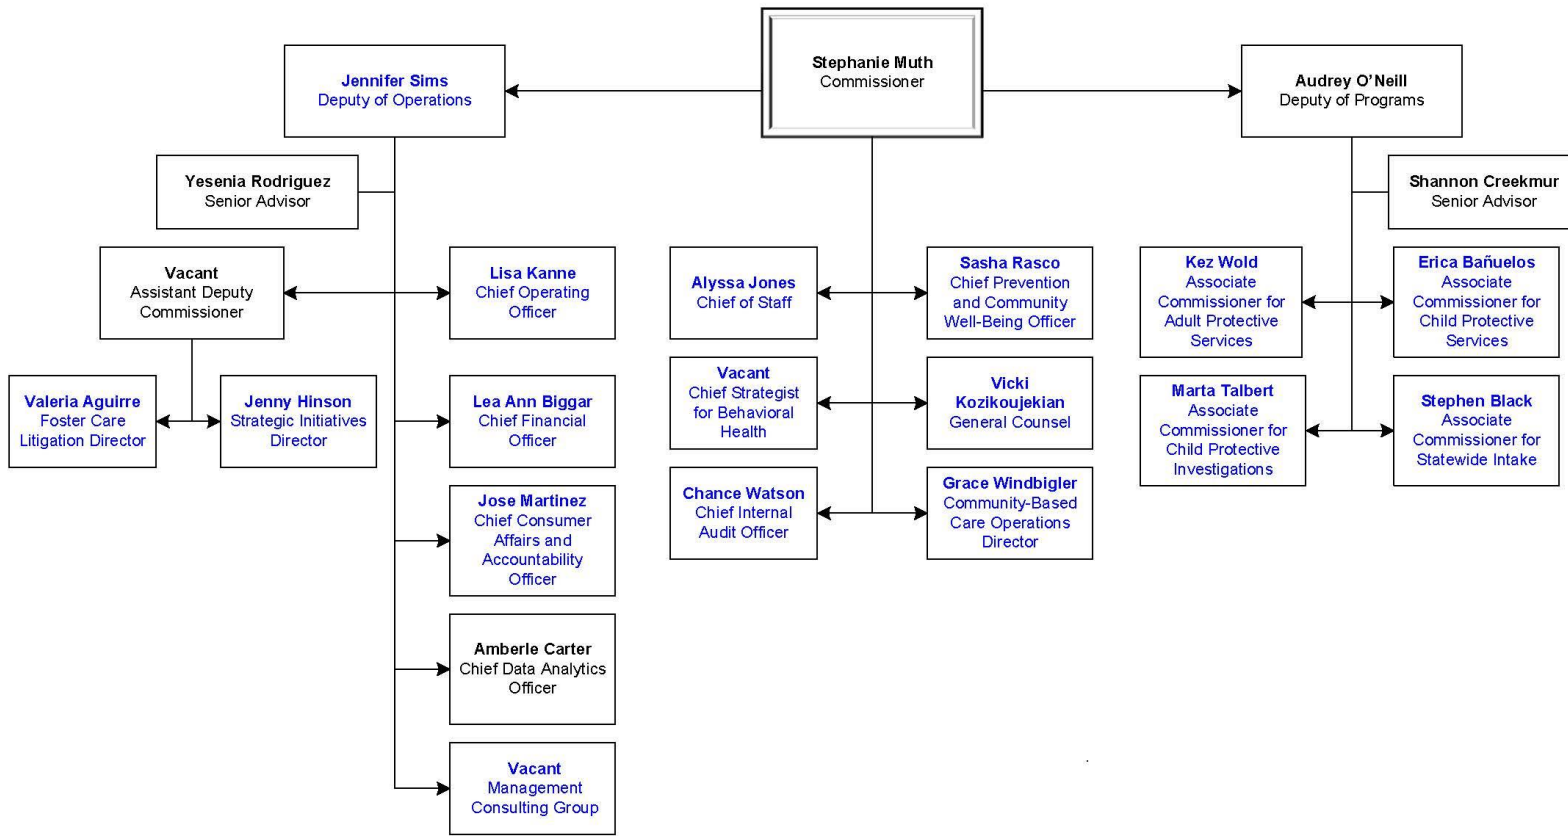 Stephanie Muth
Commissioner
Jennifer Sims
Deputy of Operations
Audrey O'Neill
Deputy of Programs
Yesenia Rodriguez
Senior Advisor
Shannon Creekmur
Senior Advisor
Vacant
Assistant Deputy
Commissioner
Lisa Kanne
Chief Operating
Officer
Valeria Aguirre
Foster Care
Litigation Director
Jenny Hinson
Strategic Initiatives
Director
Lea Ann Biggar
Chief Financial
Officer
Jose Martinez
Chief Consumer
Affairs and
Accountability
Officer
Amberle Carter
Chief Data Analytics
Officer
Vacant
Management
Consulting Group
Alyssa Jones
Chief of Staff
Sasha Rasco
Chief Prevention
and Community
Well-Being Officer
Vacant
Chief Strategist
for Behavioral
Health
Vicki
Kozikoujekian
General Counsel
Chance Watson
Chief Internal
Audit Officer
Grace Windbigler
Community-Based
Care Operations
Director
Kez Wold
Associate
Commissioner for
Adult Protective
Services
Erica Bañuelos
Associate
Commissioner for
Child Protective
Services
Marta Talbert
Associate
Commissioner for
Child Protective
Investigations
Stephen Black
Associate
Commissioner for
Statewide Intake